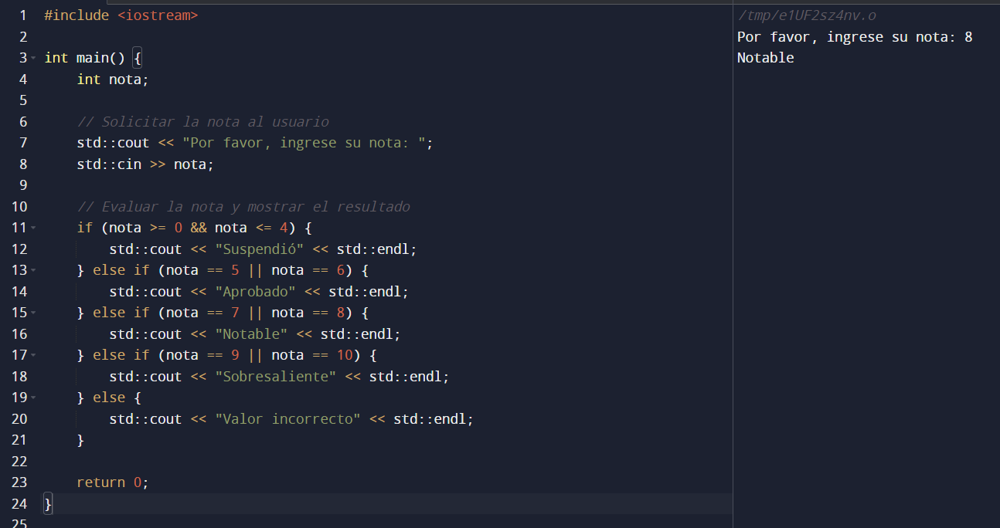 1 #include <iostream>
2
3 int main() {
4     int nota;
5
6     // Solicitar la nota al usuario
7     std::cout << "Por favor, ingrese su nota: ";
8     std::cin >> nota;
9
10     // Evaluar la nota y mostrar el resultado
11     if (nota >= 0 && nota <= 4) {
12         std::cout << "Suspendió" << std::endl;
13     } else if (nota == 5 || nota == 6) {
14         std::cout << "Aprobado" << std::endl;
15     } else if (nota == 7 || nota == 8) {
16         std::cout << "Notable" << std::endl;
17     } else if (nota == 9 || nota == 10) {
18         std::cout << "Sobresaliente" << std::endl;
19     } else {
20         std::cout << "Valor incorrecto" << std::endl;
21     }
22
23     return 0;
24 }
25
/tmp/e1UF2sz4nv.o
Por favor, ingrese su nota: 8
Notable